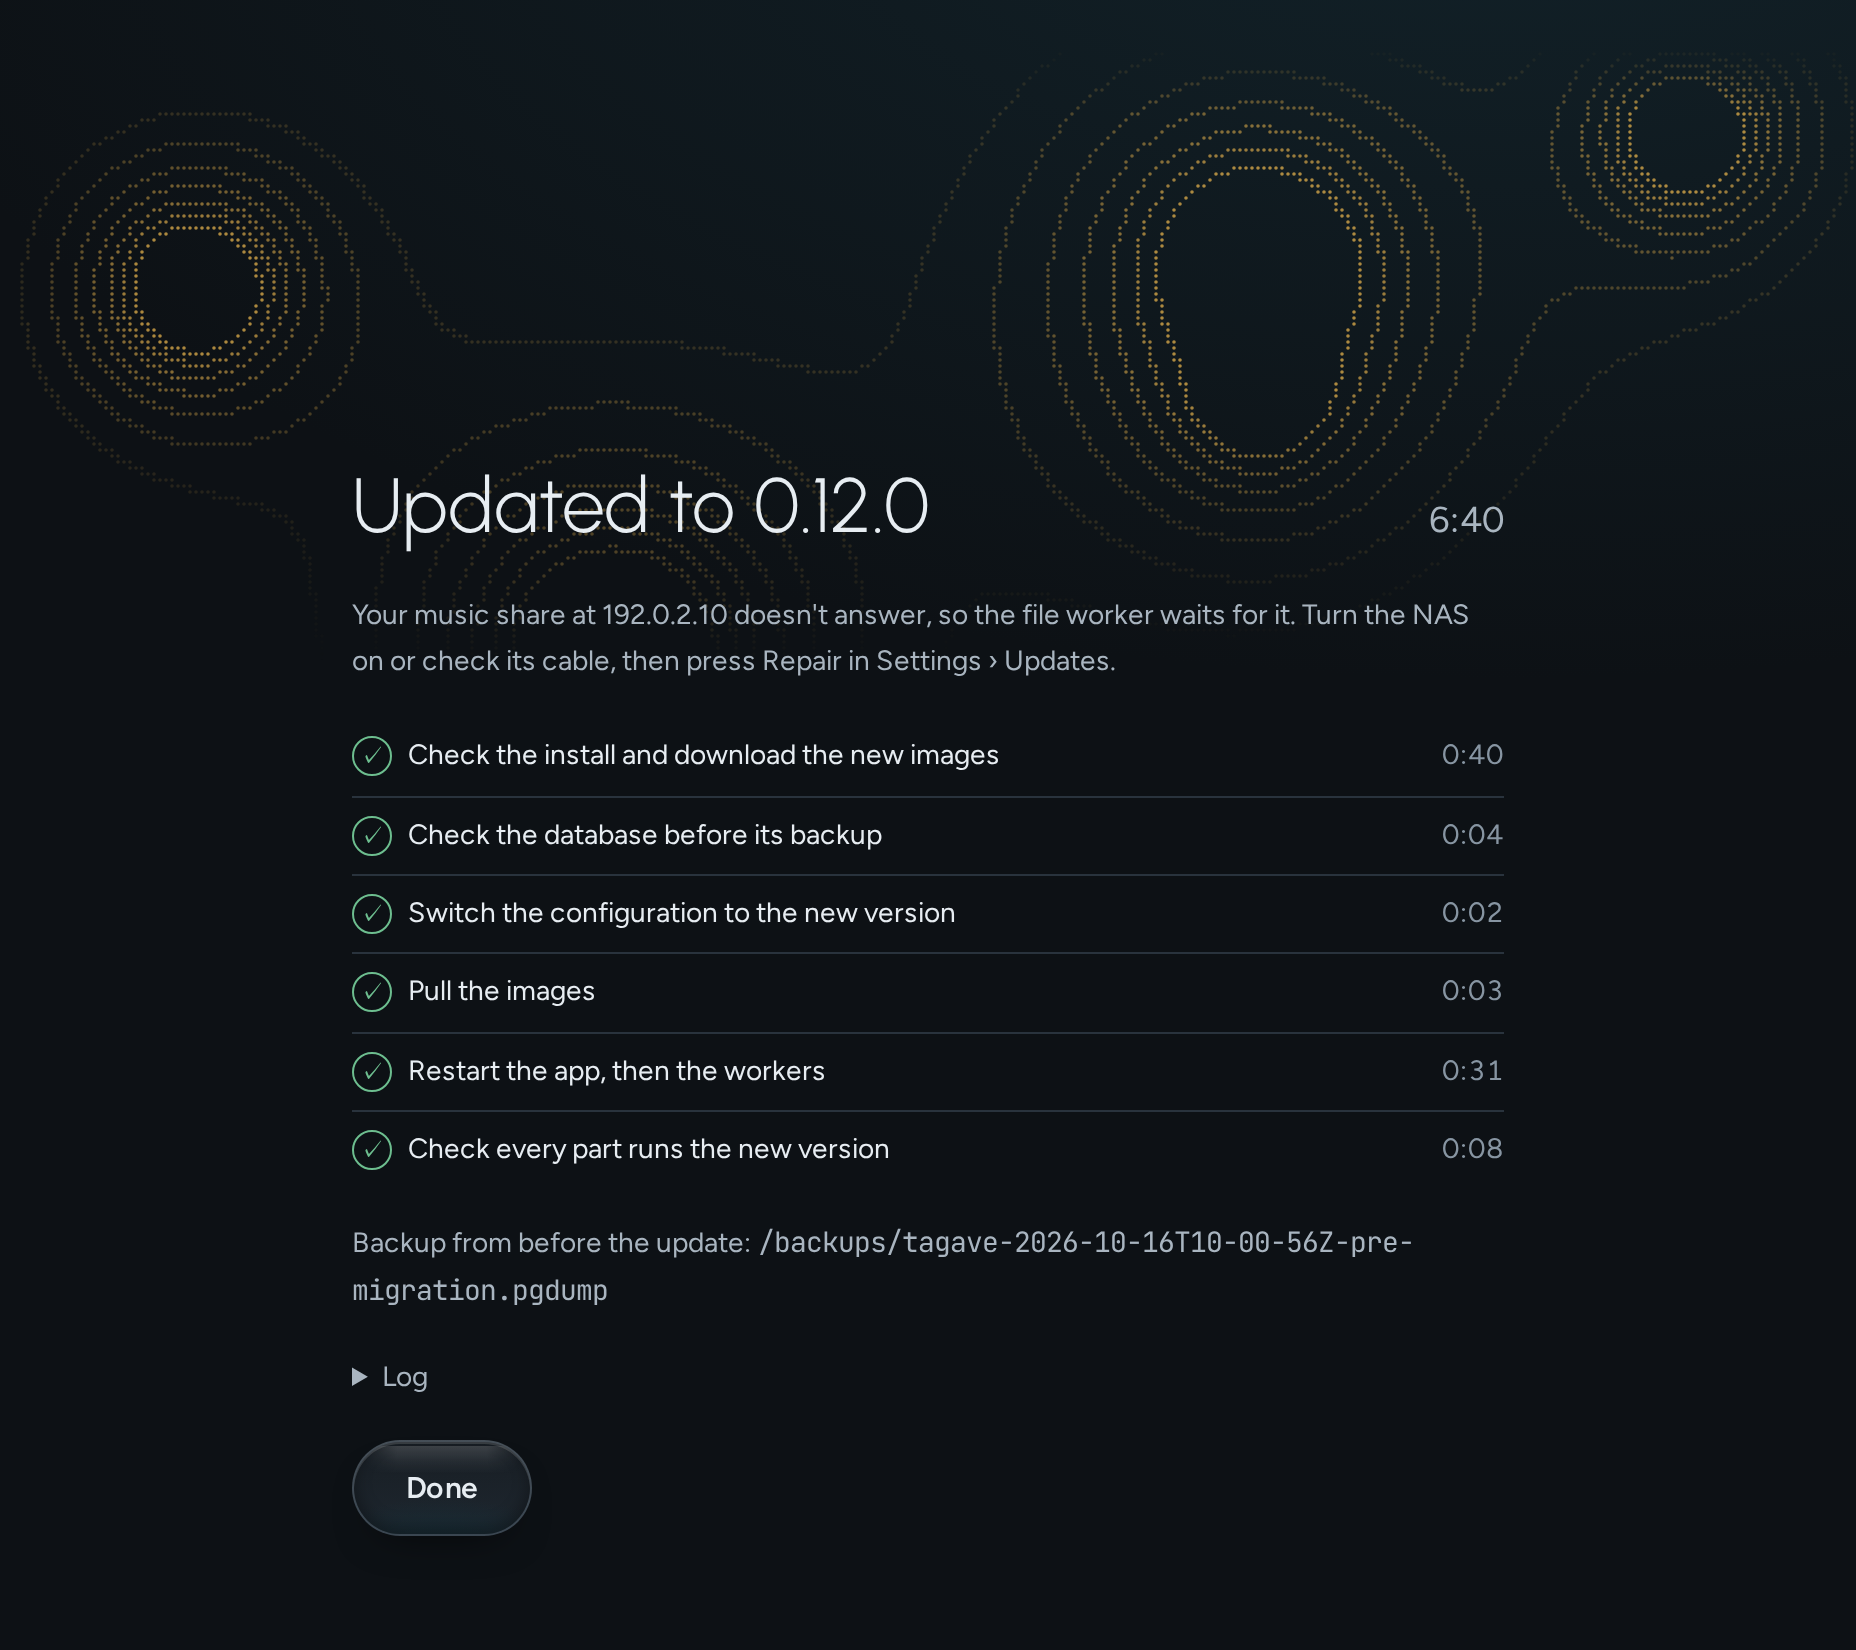 Updated to 0.12.0
6:40
Your music share at 192.0.2.10 doesn't answer, so the file worker waits for it. Turn the NAS
on or check its cable, then press Repair in Settings › Updates.
✓ Check the install and download the new images 0:40
✓ Check the database before its backup 0:04
✓ Switch the configuration to the new version 0:02
✓ Pull the images 0:03
✓ Restart the app, then the workers 0:31
✓ Check every part runs the new version 0:08
Backup from before the update: /backups/tagave-2026-10-16T10-00-56Z-pre-
migration.pgdump
▶ Log
Done